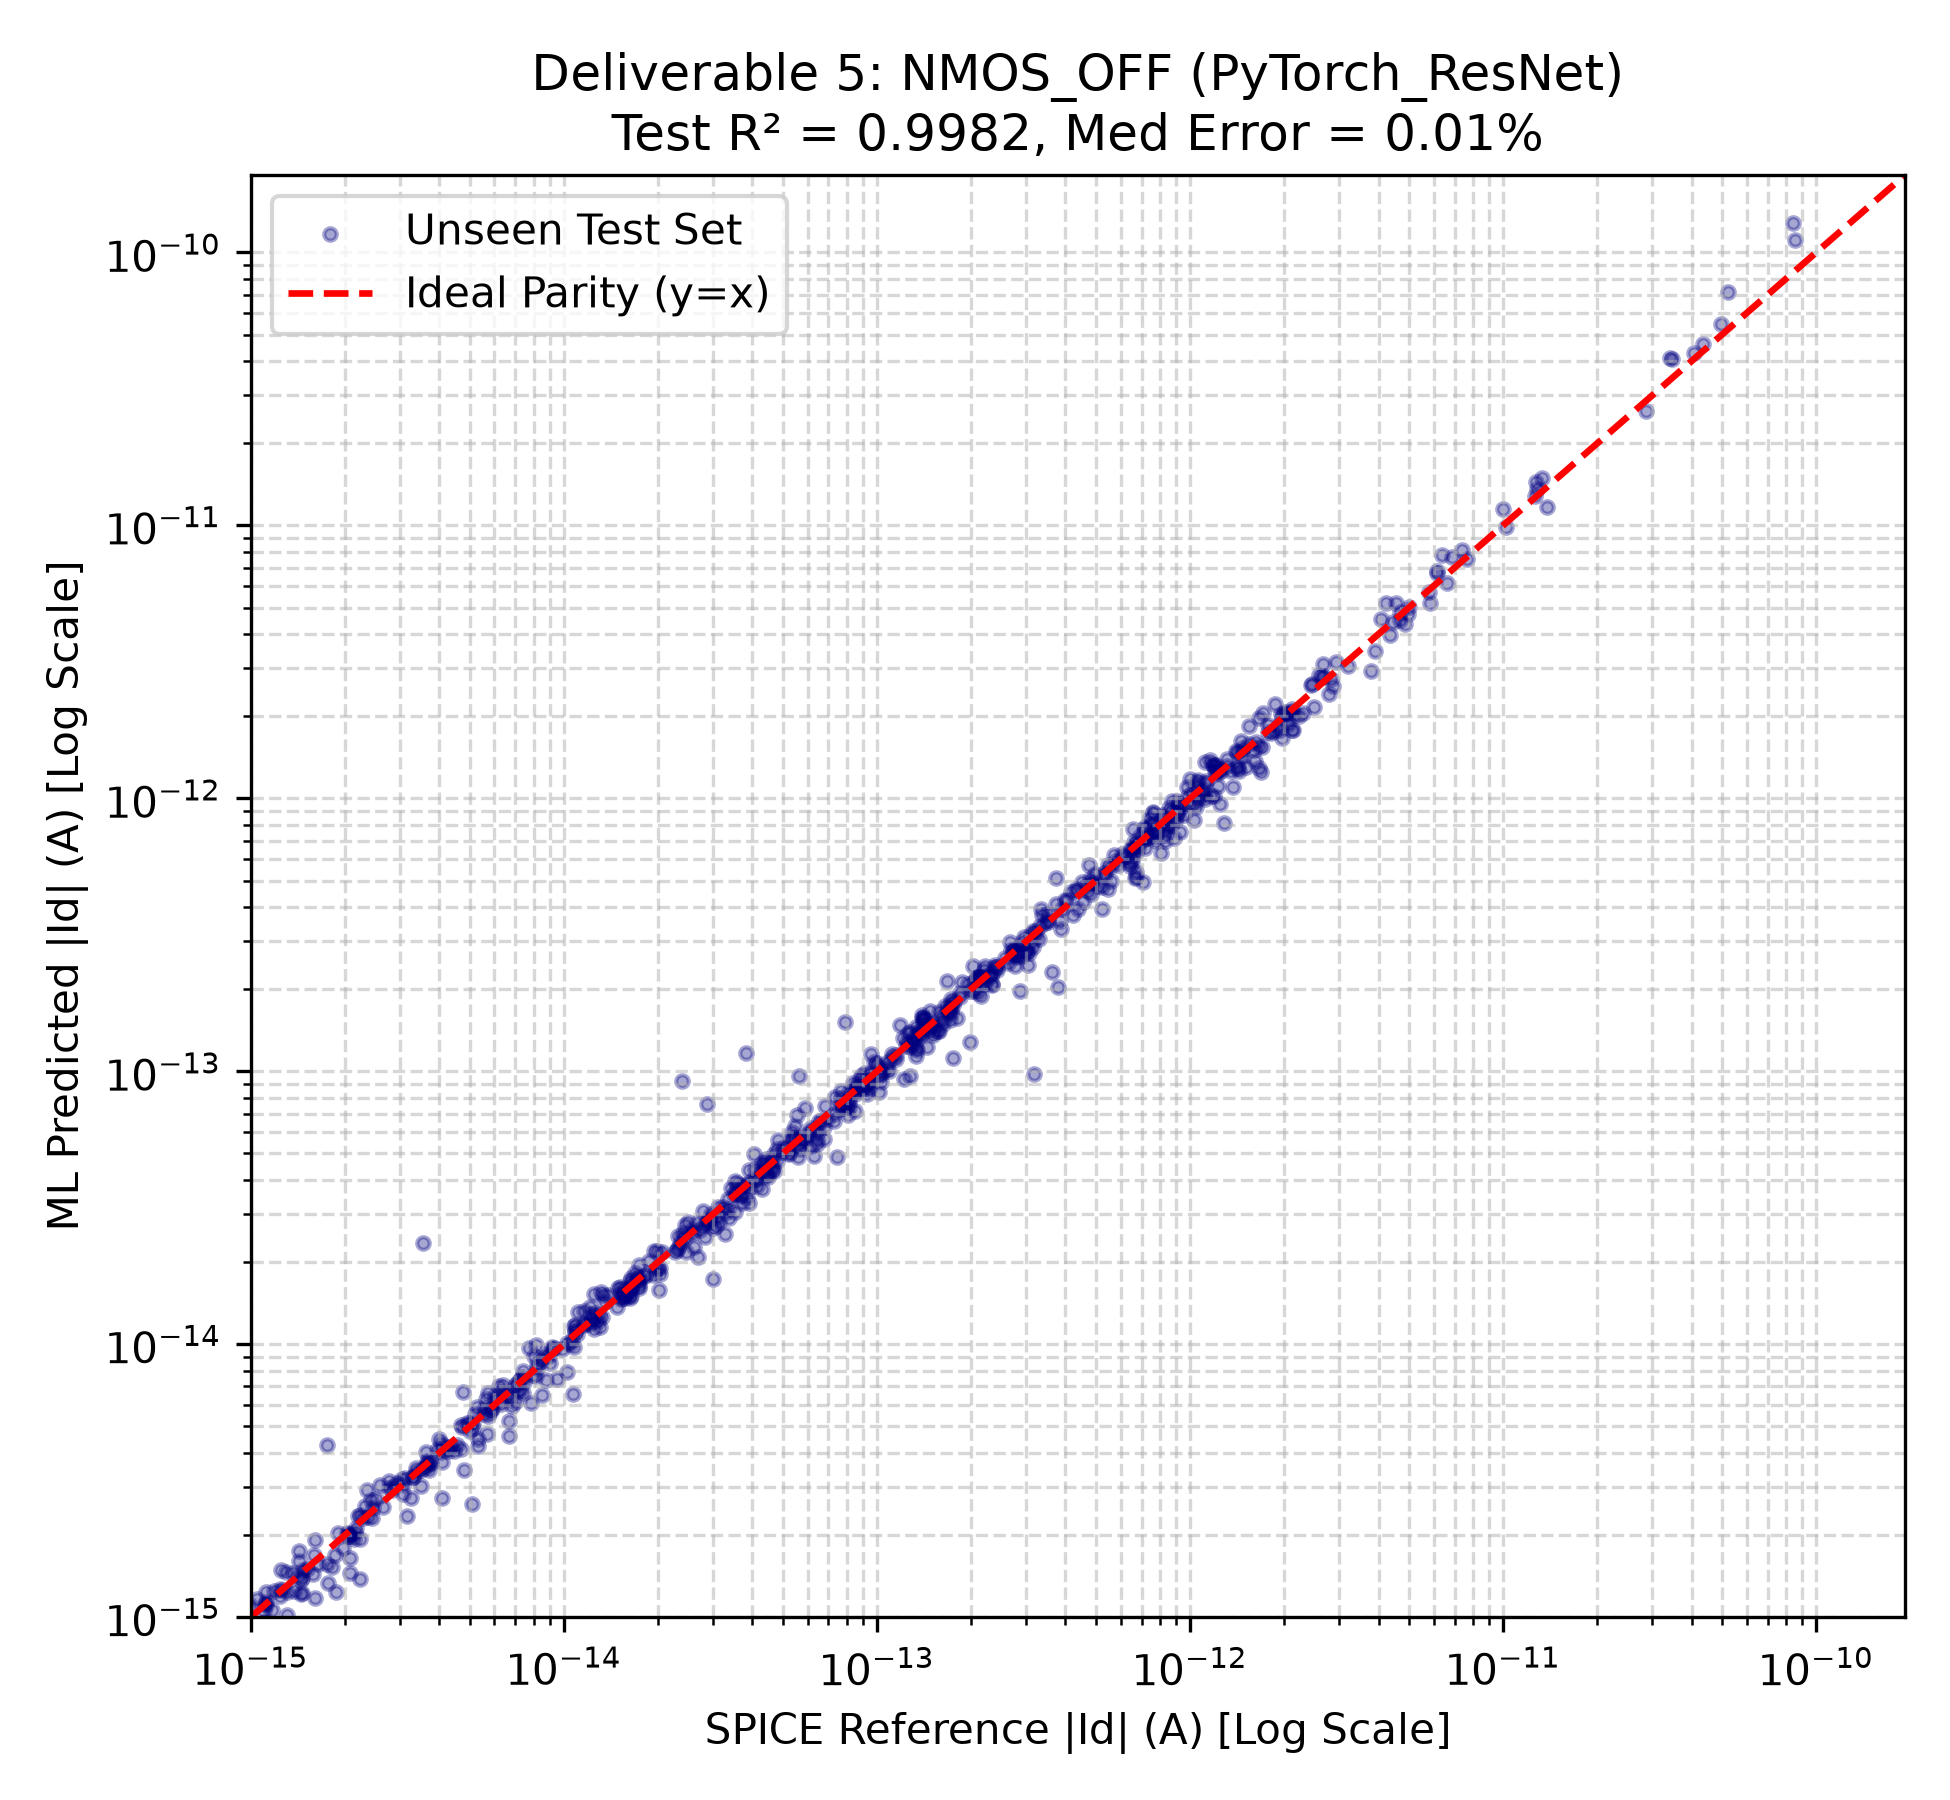 Deliverable 5: NMOS_OFF (PyTorch_ResNet)
Test R² = 0.9982, Med Error = 0.01%
Unseen Test Set
Ideal Parity (y=x)
ML Predicted |Id| (A) [Log Scale]
10⁻¹⁰
10⁻¹¹
10⁻¹²
10⁻¹³
10⁻¹⁴
10⁻¹⁵
10⁻¹⁵ 10⁻¹⁴ 10⁻¹³ 10⁻¹² 10⁻¹¹ 10⁻¹⁰
SPICE Reference |Id| (A) [Log Scale]